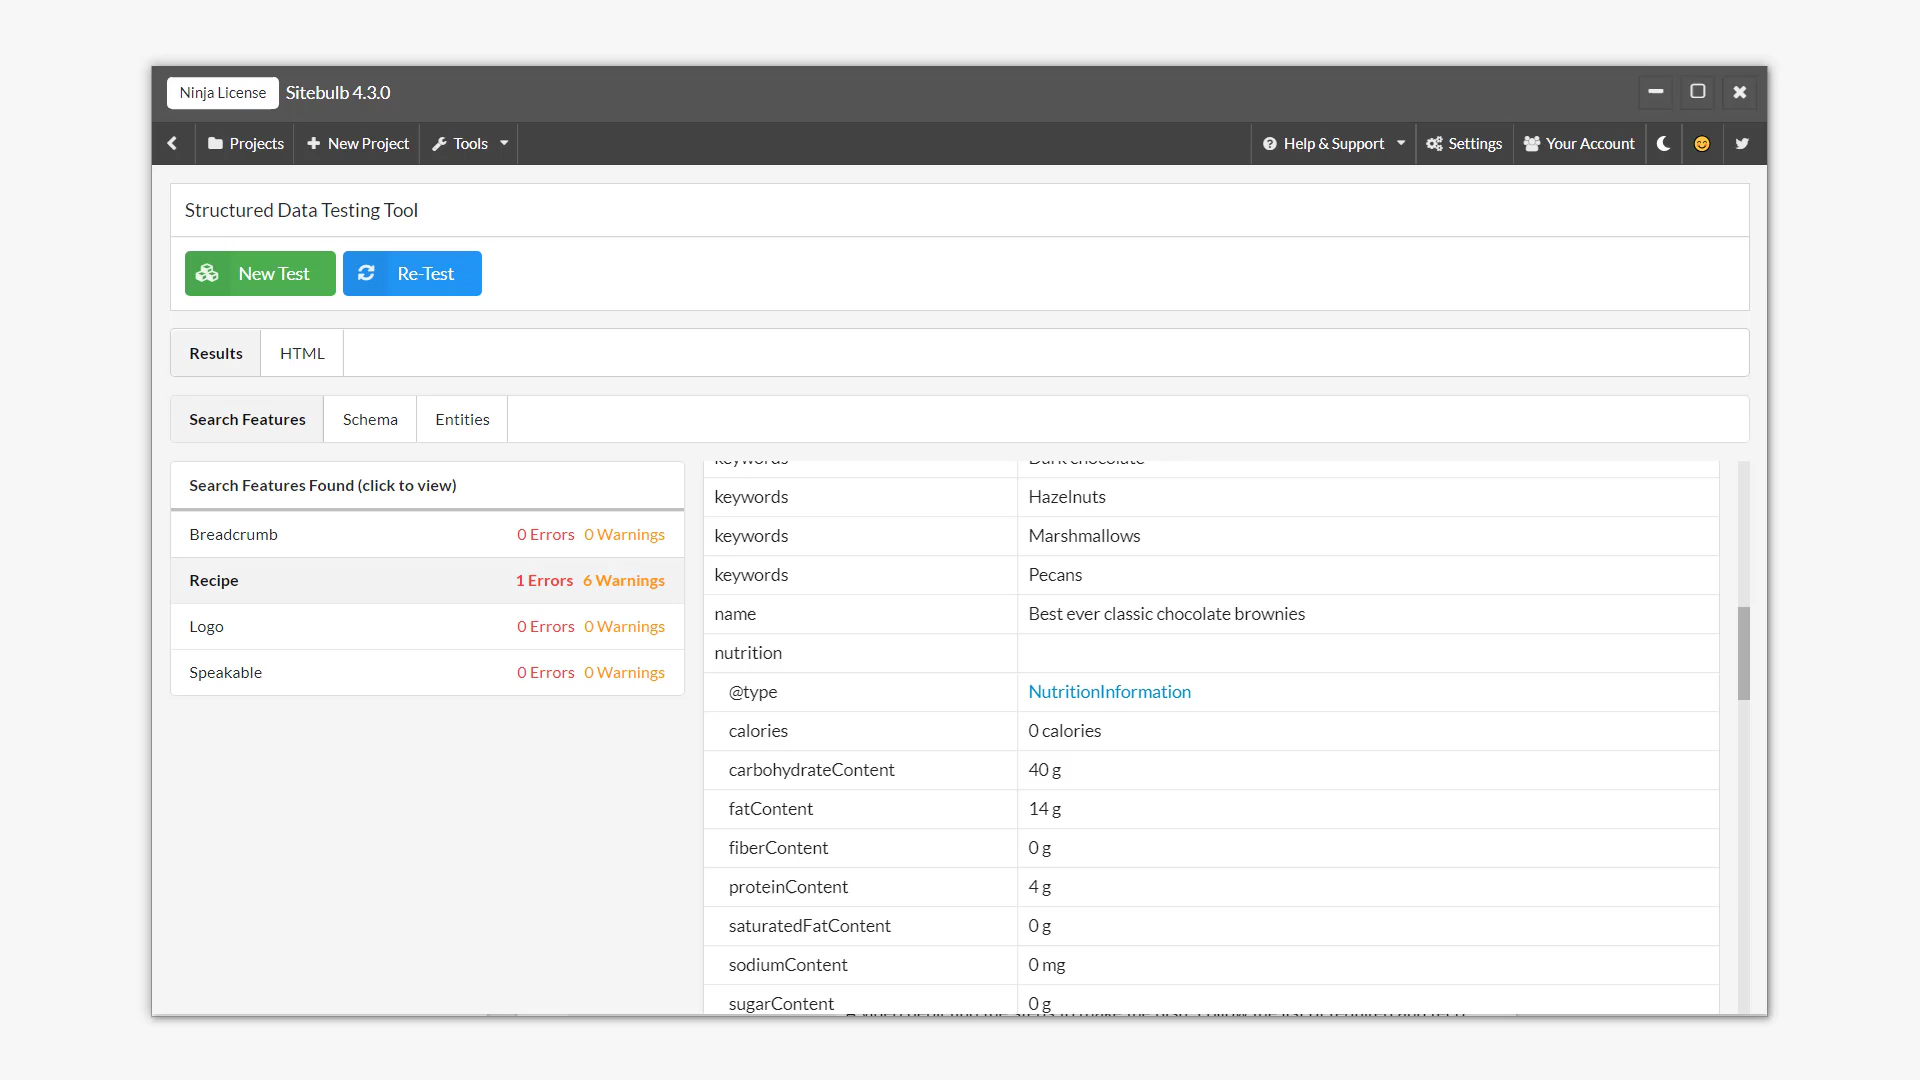 Ninja License Sitebulb 4.3.0
Projects New Project Tools Help & Support Settings Your Account
Structured Data Testing Tool
New Test Re-Test
Results HTML
Search Features Schema Entities
Search Features Found (click to view)
Breadcrumb 0 Errors 0 Warnings
Recipe 1 Errors 6 Warnings
Logo 0 Errors 0 Warnings
Speakable 0 Errors 0 Warnings
keywords Dark chocolate
keywords Hazelnuts
keywords Marshmallows
keywords Pecans
name Best ever classic chocolate brownies
nutrition
@type NutritionInformation
calories 0 calories
carbohydrateContent 40 g
fatContent 14 g
fiberContent 0 g
proteinContent 4 g
saturatedFatContent 0 g
sodiumContent 0 mg
sugarContent 0 g